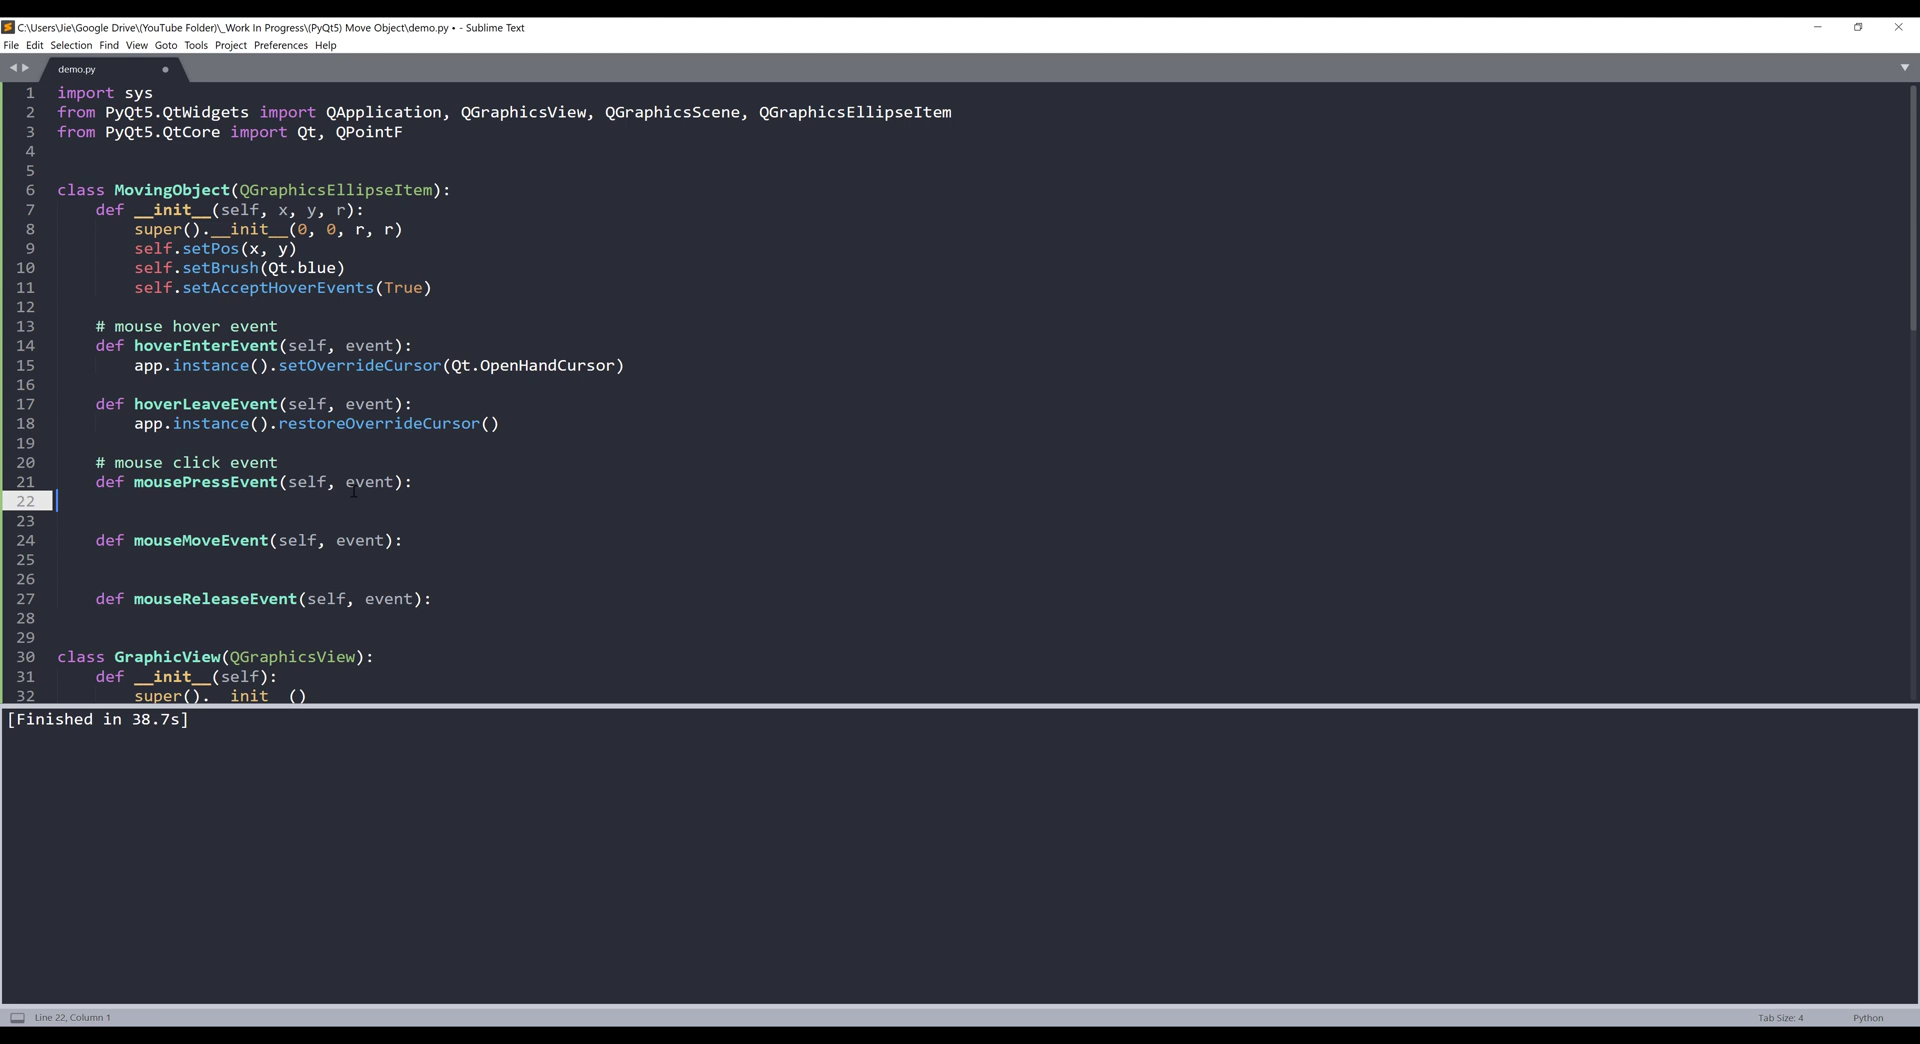 C:\Users\Jie\Google Drive\(YouTube Folder)\_Work In Progress\(PyQt5) Move Object\demo.py • - Sublime Text
File Edit Selection Find View Goto Tools Project Preferences Help
demo.py
1 import sys
2 from PyQt5.QtWidgets import QApplication, QGraphicsView, QGraphicsScene, QGraphicsEllipseItem
3 from PyQt5.QtCore import Qt, QPointF
4
5
6 class MovingObject(QGraphicsEllipseItem):
7     def __init__(self, x, y, r):
8         super().__init__(0, 0, r, r)
9         self.setPos(x, y)
10         self.setBrush(Qt.blue)
11         self.setAcceptHoverEvents(True)
12
13     # mouse hover event
14     def hoverEnterEvent(self, event):
15         app.instance().setOverrideCursor(Qt.OpenHandCursor)
16
17     def hoverLeaveEvent(self, event):
18         app.instance().restoreOverrideCursor()
19
20     # mouse click event
21     def mousePressEvent(self, event):
22
23
24     def mouseMoveEvent(self, event):
25
26
27     def mouseReleaseEvent(self, event):
28
29
30 class GraphicView(QGraphicsView):
31     def __init__(self):
32         super().__init__()
[Finished in 38.7s]
Line 22, Column 1
Tab Size: 4
Python